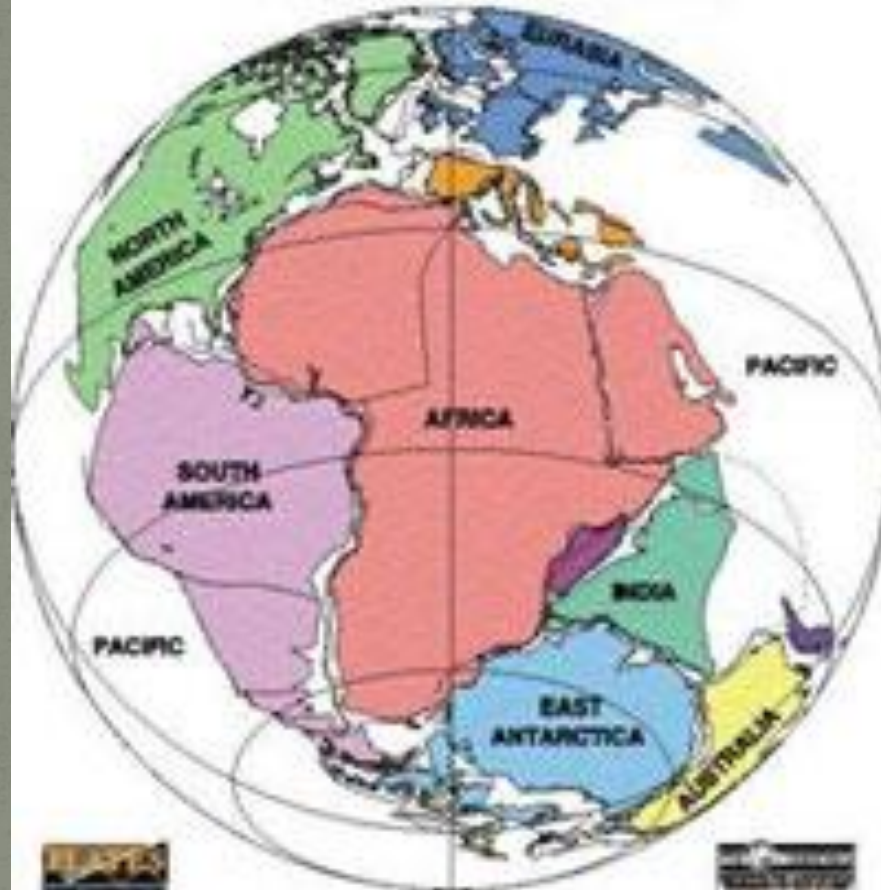 EURASIA
NORTH
AMERICA
PACIFIC
AFRICA
SOUTH
AMERICA
INDIA
PACIFIC
EAST
ANTARCTICA
AUSTRALIA